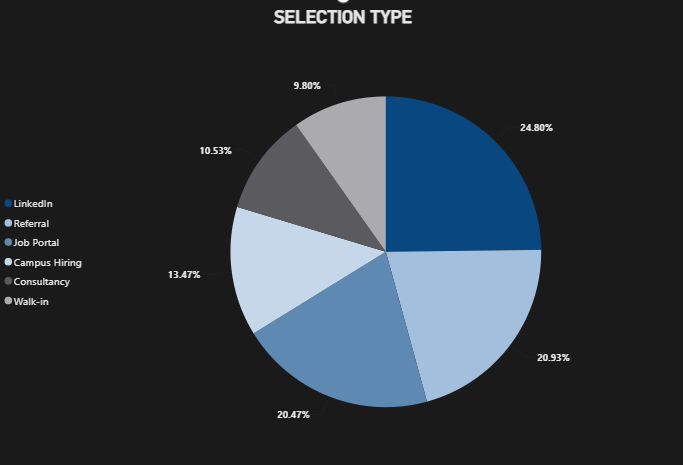 SELECTION TYPE
9.80%
24.80%
10.53%
LinkedIn
Referral
Job Portal
Campus Hiring
Consultancy
Walk-in
13.47%
20.93%
20.47%